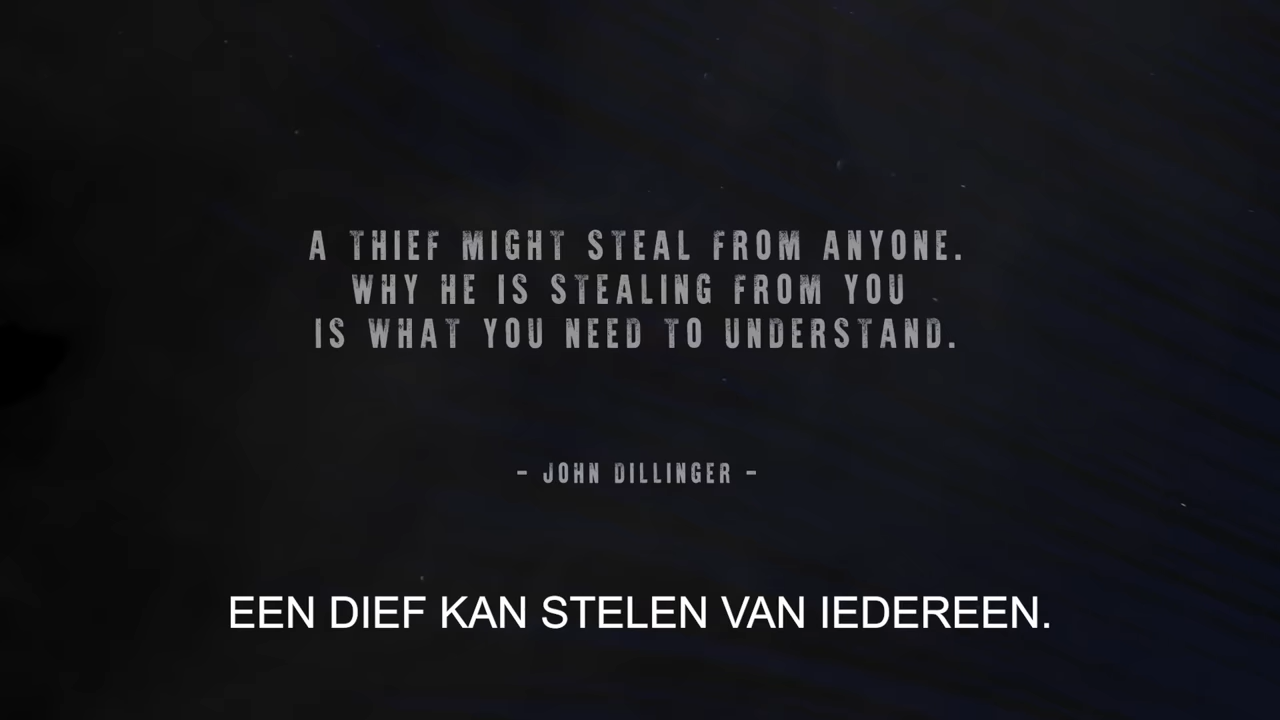 A THIEF MIGHT STEAL FROM ANYONE.
WHY HE IS STEALING FROM YOU
IS WHAT YOU NEED TO UNDERSTAND.
- JOHN DILLINGER -
EEN DIEF KAN STELEN VAN IEDEREEN.